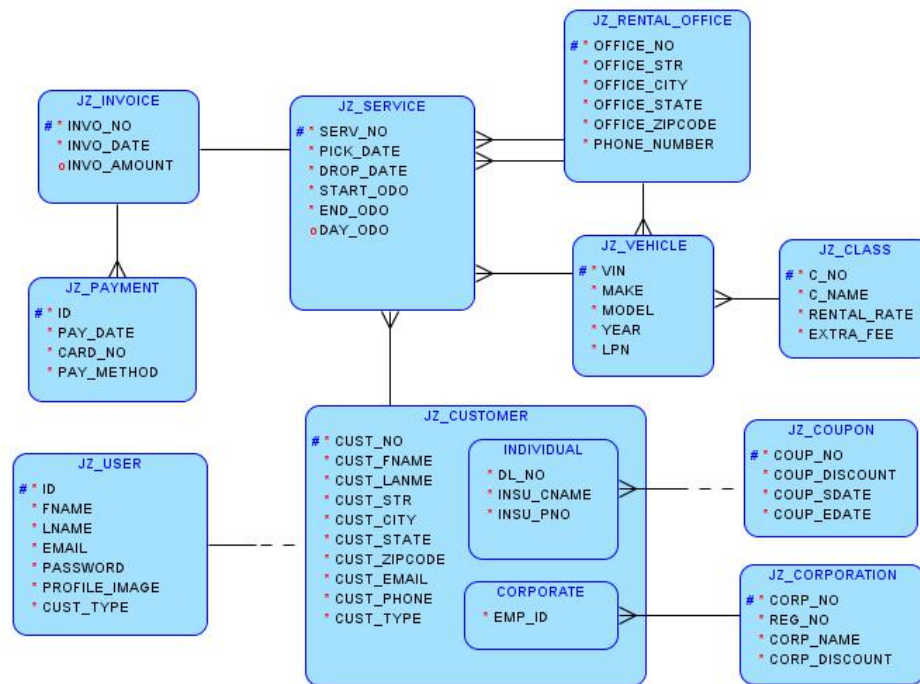 JZ_RENTAL_OFFICE
# * OFFICE_NO
* OFFICE_STR
* OFFICE_CITY
* OFFICE_STATE
* OFFICE_ZIPCODE
* PHONE_NUMBER
JZ_INVOICE
# * INVO_NO
* INVO_DATE
o INVO_AMOUNT
JZ_SERVICE
# * SERV_NO
* PICK_DATE
* DROP_DATE
* START_ODO
* END_ODO
o DAY_ODO
JZ_VEHICLE
# * VIN
* MAKE
* MODEL
* YEAR
* LPN
JZ_CLASS
# * C_NO
* C_NAME
* RENTAL_RATE
* EXTRA_FEE
JZ_PAYMENT
# * ID
* PAY_DATE
* CARD_NO
* PAY_METHOD
JZ_CUSTOMER
# * CUST_NO
* CUST_FNAME
* CUST_LANME
* CUST_STR
* CUST_CITY
* CUST_STATE
* CUST_ZIPCODE
* CUST_EMAIL
* CUST_PHONE
* CUST_TYPE
INDIVIDUAL
* DL_NO
* INSU_CNAME
* INSU_PNO
CORPORATE
* EMP_ID
JZ_USER
# * ID
* FNAME
* LNAME
* EMAIL
* PASSWORD
* PROFILE_IMAGE
* CUST_TYPE
JZ_COUPON
# * COUP_NO
* COUP_DISCOUNT
* COUP_SDATE
* COUP_EDATE
JZ_CORPORATION
# * CORP_NO
* REG_NO
* CORP_NAME
* CORP_DISCOUNT